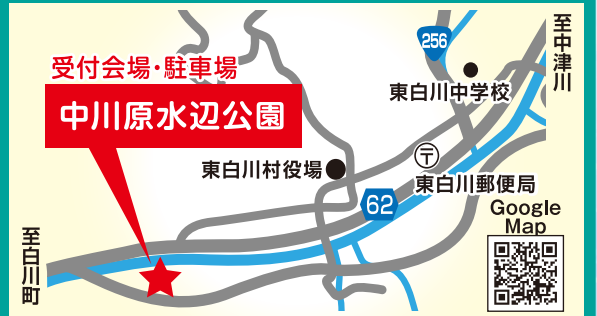 256
至中津川
受付会場・駐車場
中川原水辺公園
東白川中学校
東白川村役場
〒
東白川郵便局
62
Google
Map
至白川町